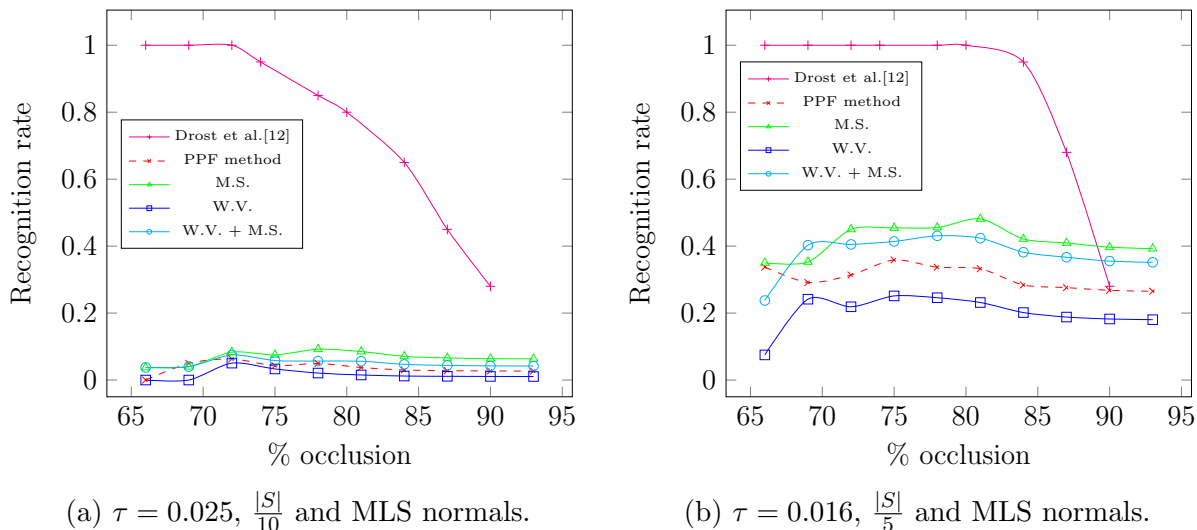 Recognition rate
1
0.8
0.6
0.4
0.2
0
Drost et al.[12]
PPF method
M.S.
W.V.
W.V. + M.S.
65 70 75 80 85 90 95
% occlusion
(a) τ = 0.025, |S|/10 and MLS normals.
Recognition rate
1
0.8
0.6
0.4
0.2
0
Drost et al.[12]
PPF method
M.S.
W.V.
W.V. + M.S.
65 70 75 80 85 90 95
% occlusion
(b) τ = 0.016, |S|/5 and MLS normals.